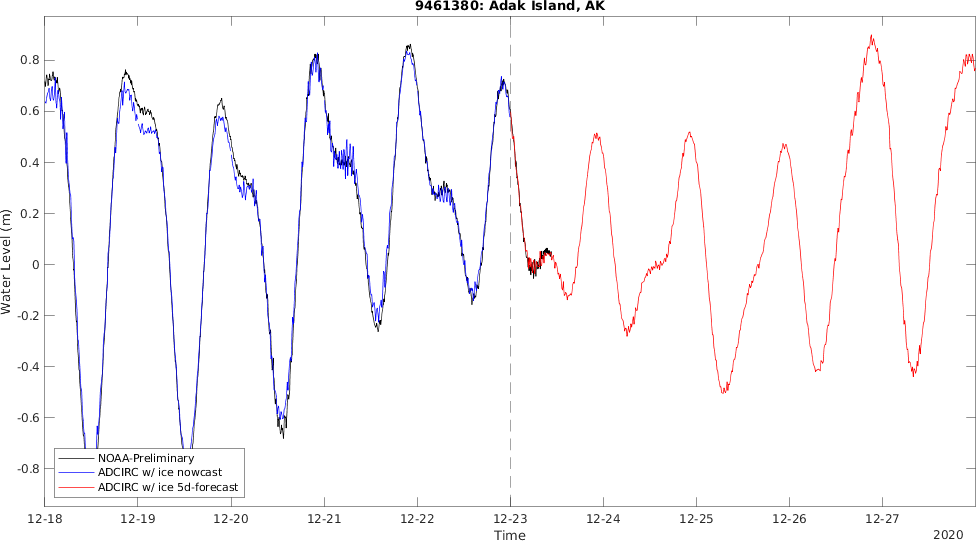 9461380: Adak Island, AK
Water Level (m)
0.8
0.6
0.4
0.2
0
-0.2
-0.4
-0.6
-0.8
NOAA-Preliminary
ADCIRC w/ ice nowcast
ADCIRC w/ ice 5d-forecast
12-18 12-19 12-20 12-21 12-22 12-23 12-24 12-25 12-26 12-27
Time
2020